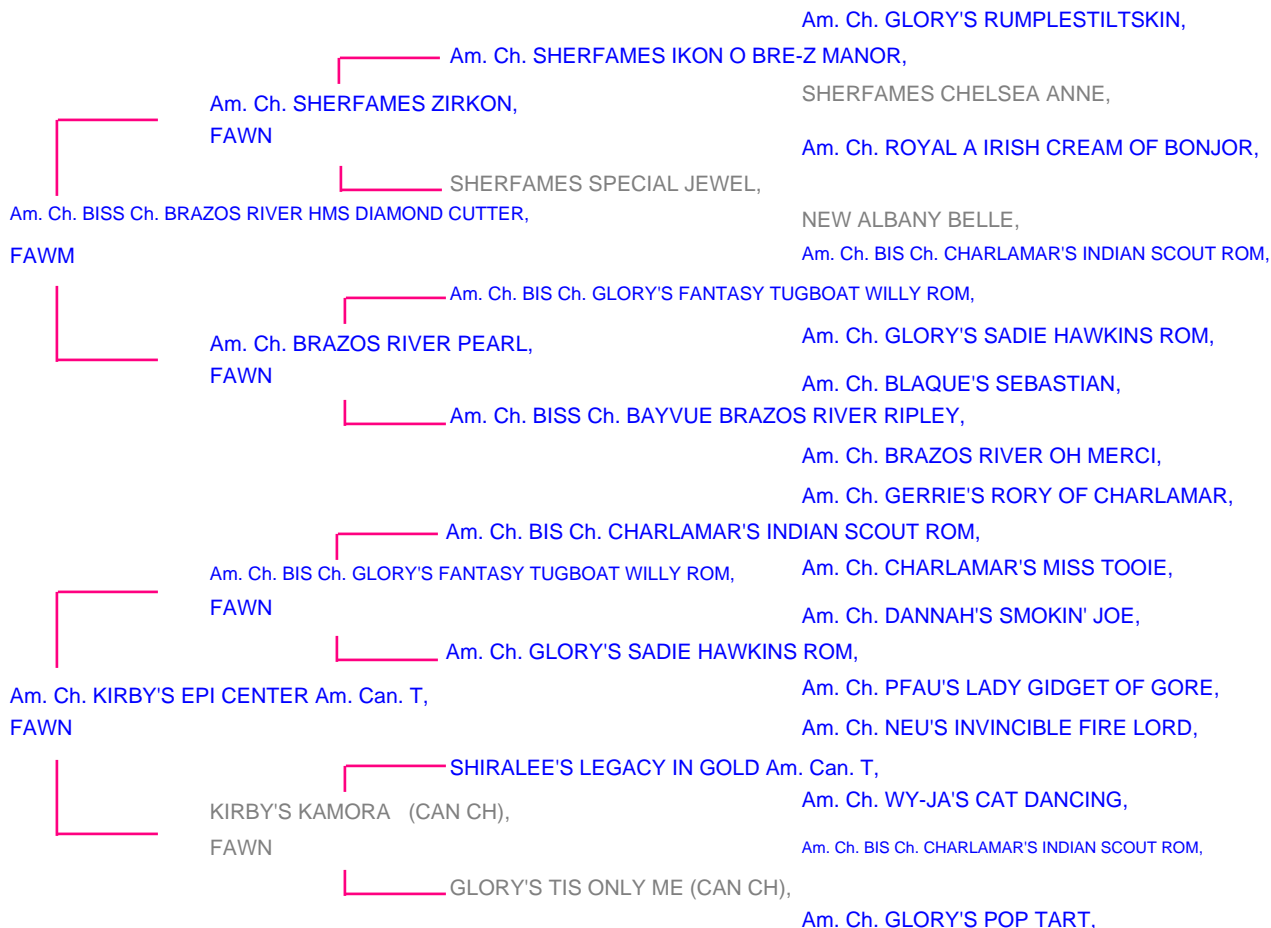 Am. Ch. GLORY'S RUMPLESTILTSKIN,
Am. Ch. SHERFAMES IKON O BRE-Z MANOR,
SHERFAMES CHELSEA ANNE,
Am. Ch. SHERFAMES ZIRKON,
FAWN
Am. Ch. ROYAL A IRISH CREAM OF BONJOR,
SHERFAMES SPECIAL JEWEL,
Am. Ch. BISS Ch. BRAZOS RIVER HMS DIAMOND CUTTER,
NEW ALBANY BELLE,
FAWM
Am. Ch. BIS Ch. CHARLAMAR'S INDIAN SCOUT ROM,
Am. Ch. BIS Ch. GLORY'S FANTASY TUGBOAT WILLY ROM,
Am. Ch. GLORY'S SADIE HAWKINS ROM,
Am. Ch. BRAZOS RIVER PEARL,
FAWN
Am. Ch. BLAQUE'S SEBASTIAN,
Am. Ch. BISS Ch. BAYVUE BRAZOS RIVER RIPLEY,
Am. Ch. BRAZOS RIVER OH MERCI,
Am. Ch. GERRIE'S RORY OF CHARLAMAR,
Am. Ch. BIS Ch. CHARLAMAR'S INDIAN SCOUT ROM,
Am. Ch. CHARLAMAR'S MISS TOOIE,
Am. Ch. BIS Ch. GLORY'S FANTASY TUGBOAT WILLY ROM,
FAWN
Am. Ch. DANNAH'S SMOKIN' JOE,
Am. Ch. GLORY'S SADIE HAWKINS ROM,
Am. Ch. PFAU'S LADY GIDGET OF GORE,
Am. Ch. KIRBY'S EPI CENTER Am. Can. T,
FAWN
Am. Ch. NEU'S INVINCIBLE FIRE LORD,
SHIRALEE'S LEGACY IN GOLD Am. Can. T,
Am. Ch. WY-JA'S CAT DANCING,
KIRBY'S KAMORA (CAN CH),
FAWN
Am. Ch. BIS Ch. CHARLAMAR'S INDIAN SCOUT ROM,
GLORY'S TIS ONLY ME (CAN CH),
Am. Ch. GLORY'S POP TART,